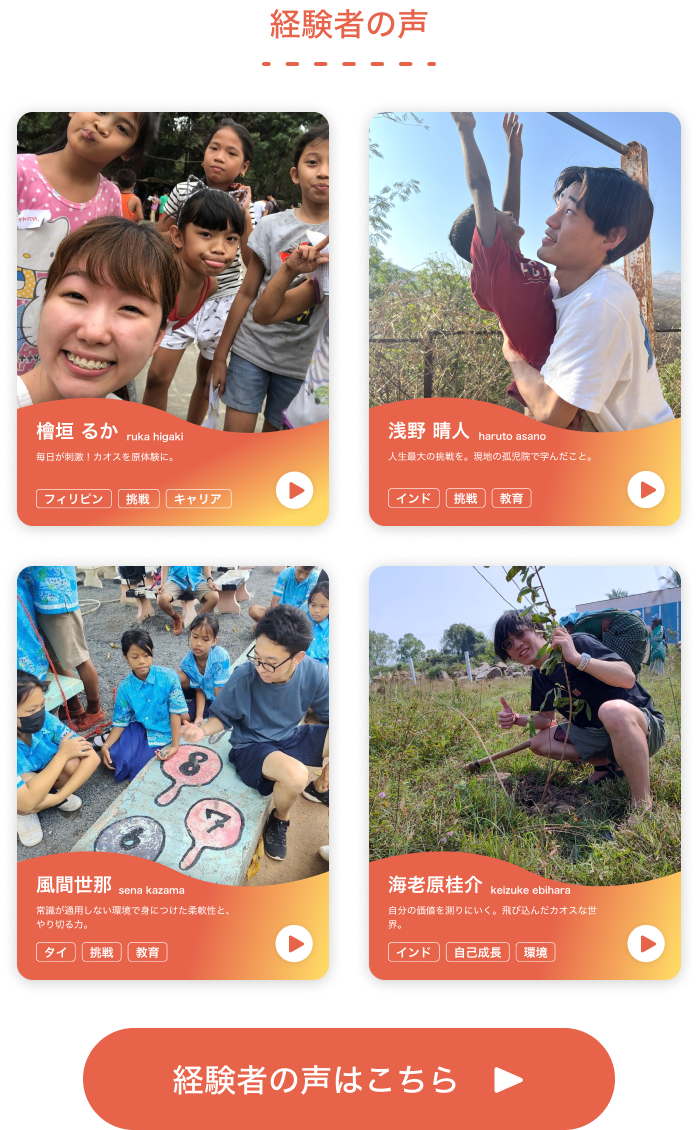 経験者の声
檜垣 るか ruka higaki
毎日が刺激！カオスを原体験に。
フィリピン 挑戦 キャリア
浅野 晴人 haruto asano
人生最大の挑戦を。現地の孤児院で学んだこと。
インド 挑戦 教育
8
7
6
風間世那 sena kazama
常識が通用しない環境で身につけた柔軟性と、
やり切る力。
タイ 挑戦 教育
海老原桂介 keizuke ebihara
自分の価値を測りにいく。飛び込んだカオスな世
界。
インド 自己成長 環境
経験者の声はこちら